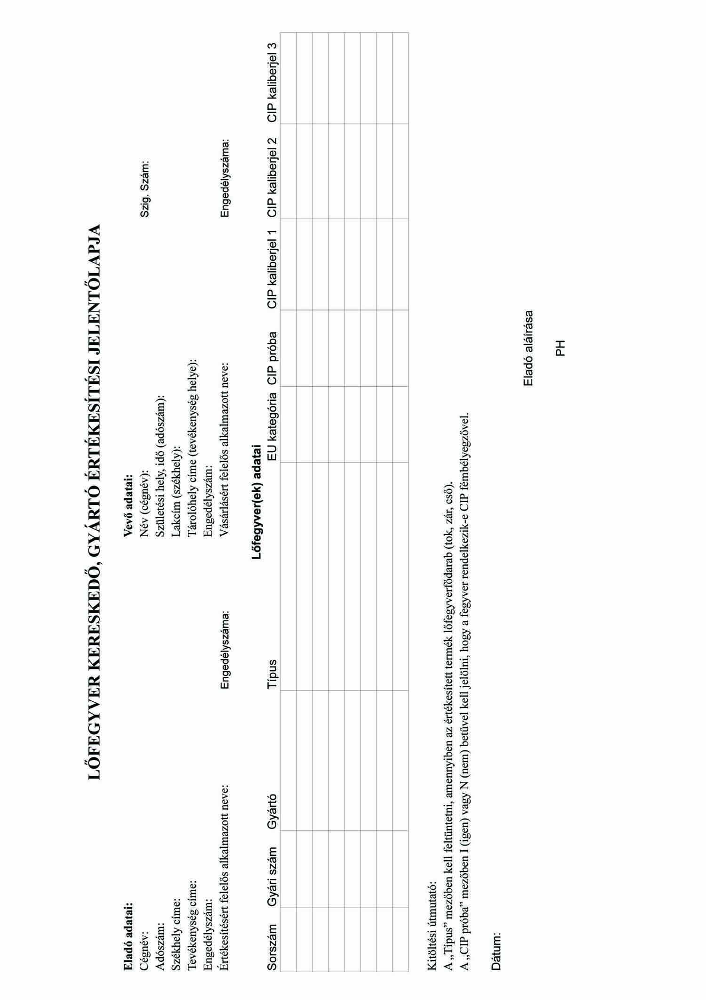 LŐFEGYVER KERESKEDŐ, GYÁRTÓ ÉRTÉKESÍTÉSI JELENTŐLAPJA
Eladó adatai:
Cégnév:
Adószám:
Székhely címe:
Tevékenység címe:
Engedélyszám:
Értékesítésért felelős alkalmazott neve: Engedélyszáma:
Vevő adatai:
Név (cégnév): Szig. Szám:
Születési hely, idő (adószám):
Lakcím (székhely):
Tárolóhely címe (tevékenység helye):
Engedélyszám:
Vásárlásért felelős alkalmazott neve: Engedélyszáma:
Lőfegyver(ek) adatai
Sorszám Gyári szám Gyártó Típus EU kategória CIP próba CIP kaliberjel 1 CIP kaliberjel 2 CIP kaliberjel 3
Kitöltési útmutató:
A „Típus” mezőben kell feltüntetni, amennyiben az értékesített termék lőfegyverfődarab (tok, zár, cső).
A „CIP próba” mezőben I (igen) vagy N (nem) betűvel kell jelölni, hogy a fegyver rendelkezik-e CIP fémbélyegzővel.
Dátum:
Eladó aláírása
PH